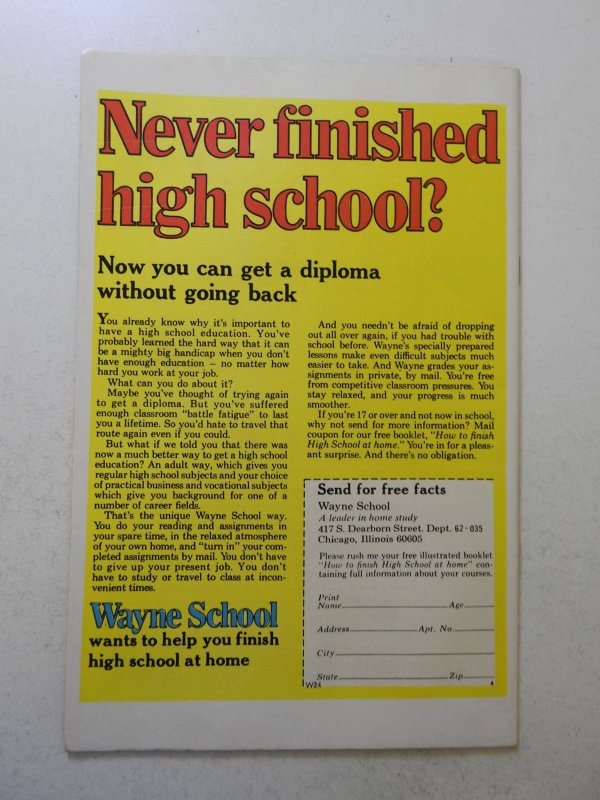 Never finished
high school?
Now you can get a diploma
without going back
You already know why it's important to
have a high school education. You've
probably learned the hard way that it can
be a mighty big handicap when you don't
have enough education — no matter how
hard you work at your job.
What can you do about it?
Maybe you've thought of trying again
to get a diploma. But you've suffered
enough classroom "battle fatigue" to last
you a lifetime. So you'd hate to travel that
route again even if you could.
But what if we told you that there was
now a much better way to get a high school
education? An adult way, which gives you
regular high school subjects and your choice
of practical business and vocational subjects
which give you background for one of a
number of career fields.
That's the unique Wayne School way.
You do your reading and assignments in
your spare time, in the relaxed atmosphere
of your own home, and "turn in" your com-
pleted assignments by mail. You don't have
to give up your present job. You don't
have to study or travel to class at incon-
venient times.
Wayne School
wants to help you finish
high school at home
And you needn't be afraid of dropping
out all over again, if you had trouble with
school before. Wayne's specially prepared
lessons make even difficult subjects much
easier to take. And Wayne grades your as-
signments in private, by mail. You're free
from competitive classroom pressures. You
stay relaxed, and your progress is much
smoother.
If you're 17 or over and not now in school,
why not send for more information? Mail
coupon for our free booklet, "How to finish
High School at home." You're in for a pleas-
ant surprise. And there's no obligation.
Send for free facts
Wayne School
A leader in home study
417 S. Dearborn Street. Dept. 62-035
Chicago, Illinois 60605
Please rush me your free illustrated booklet
"How to finish High School at home" con-
taining full information about your courses.
Print
Name Age
Address Apt. No.
City
State Zip
W24 4